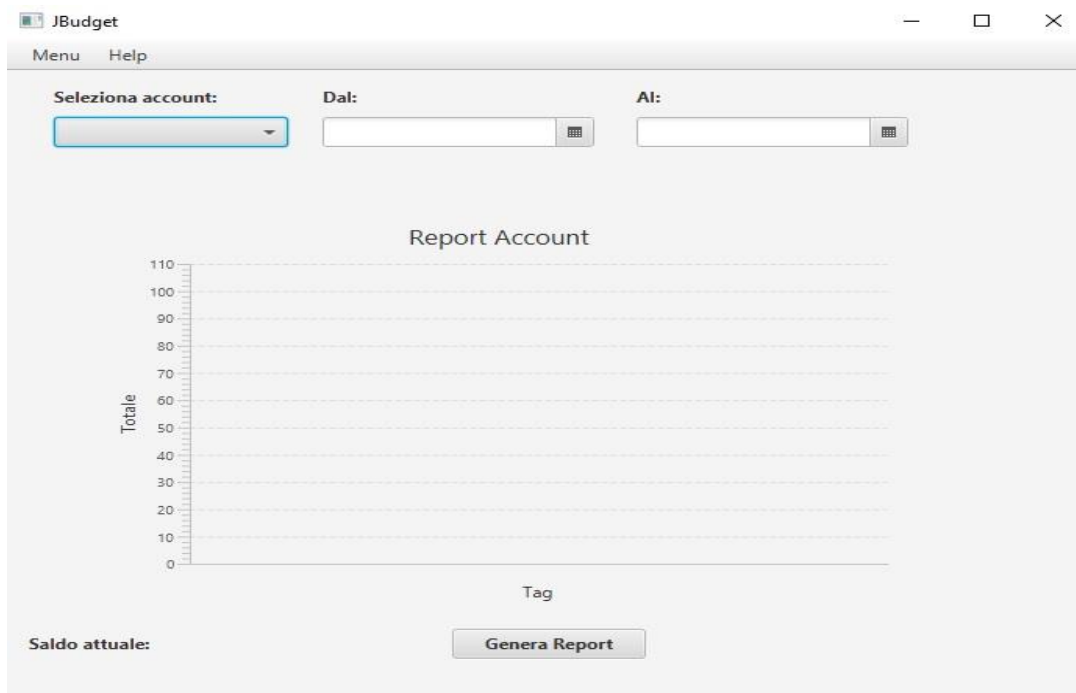 JBudget
Menu Help
Seleziona account: Dal: Al:
Report Account
110
100
90
80
70
60
50
40
30
20
10
0
Totale
Tag
Saldo attuale: Genera Report